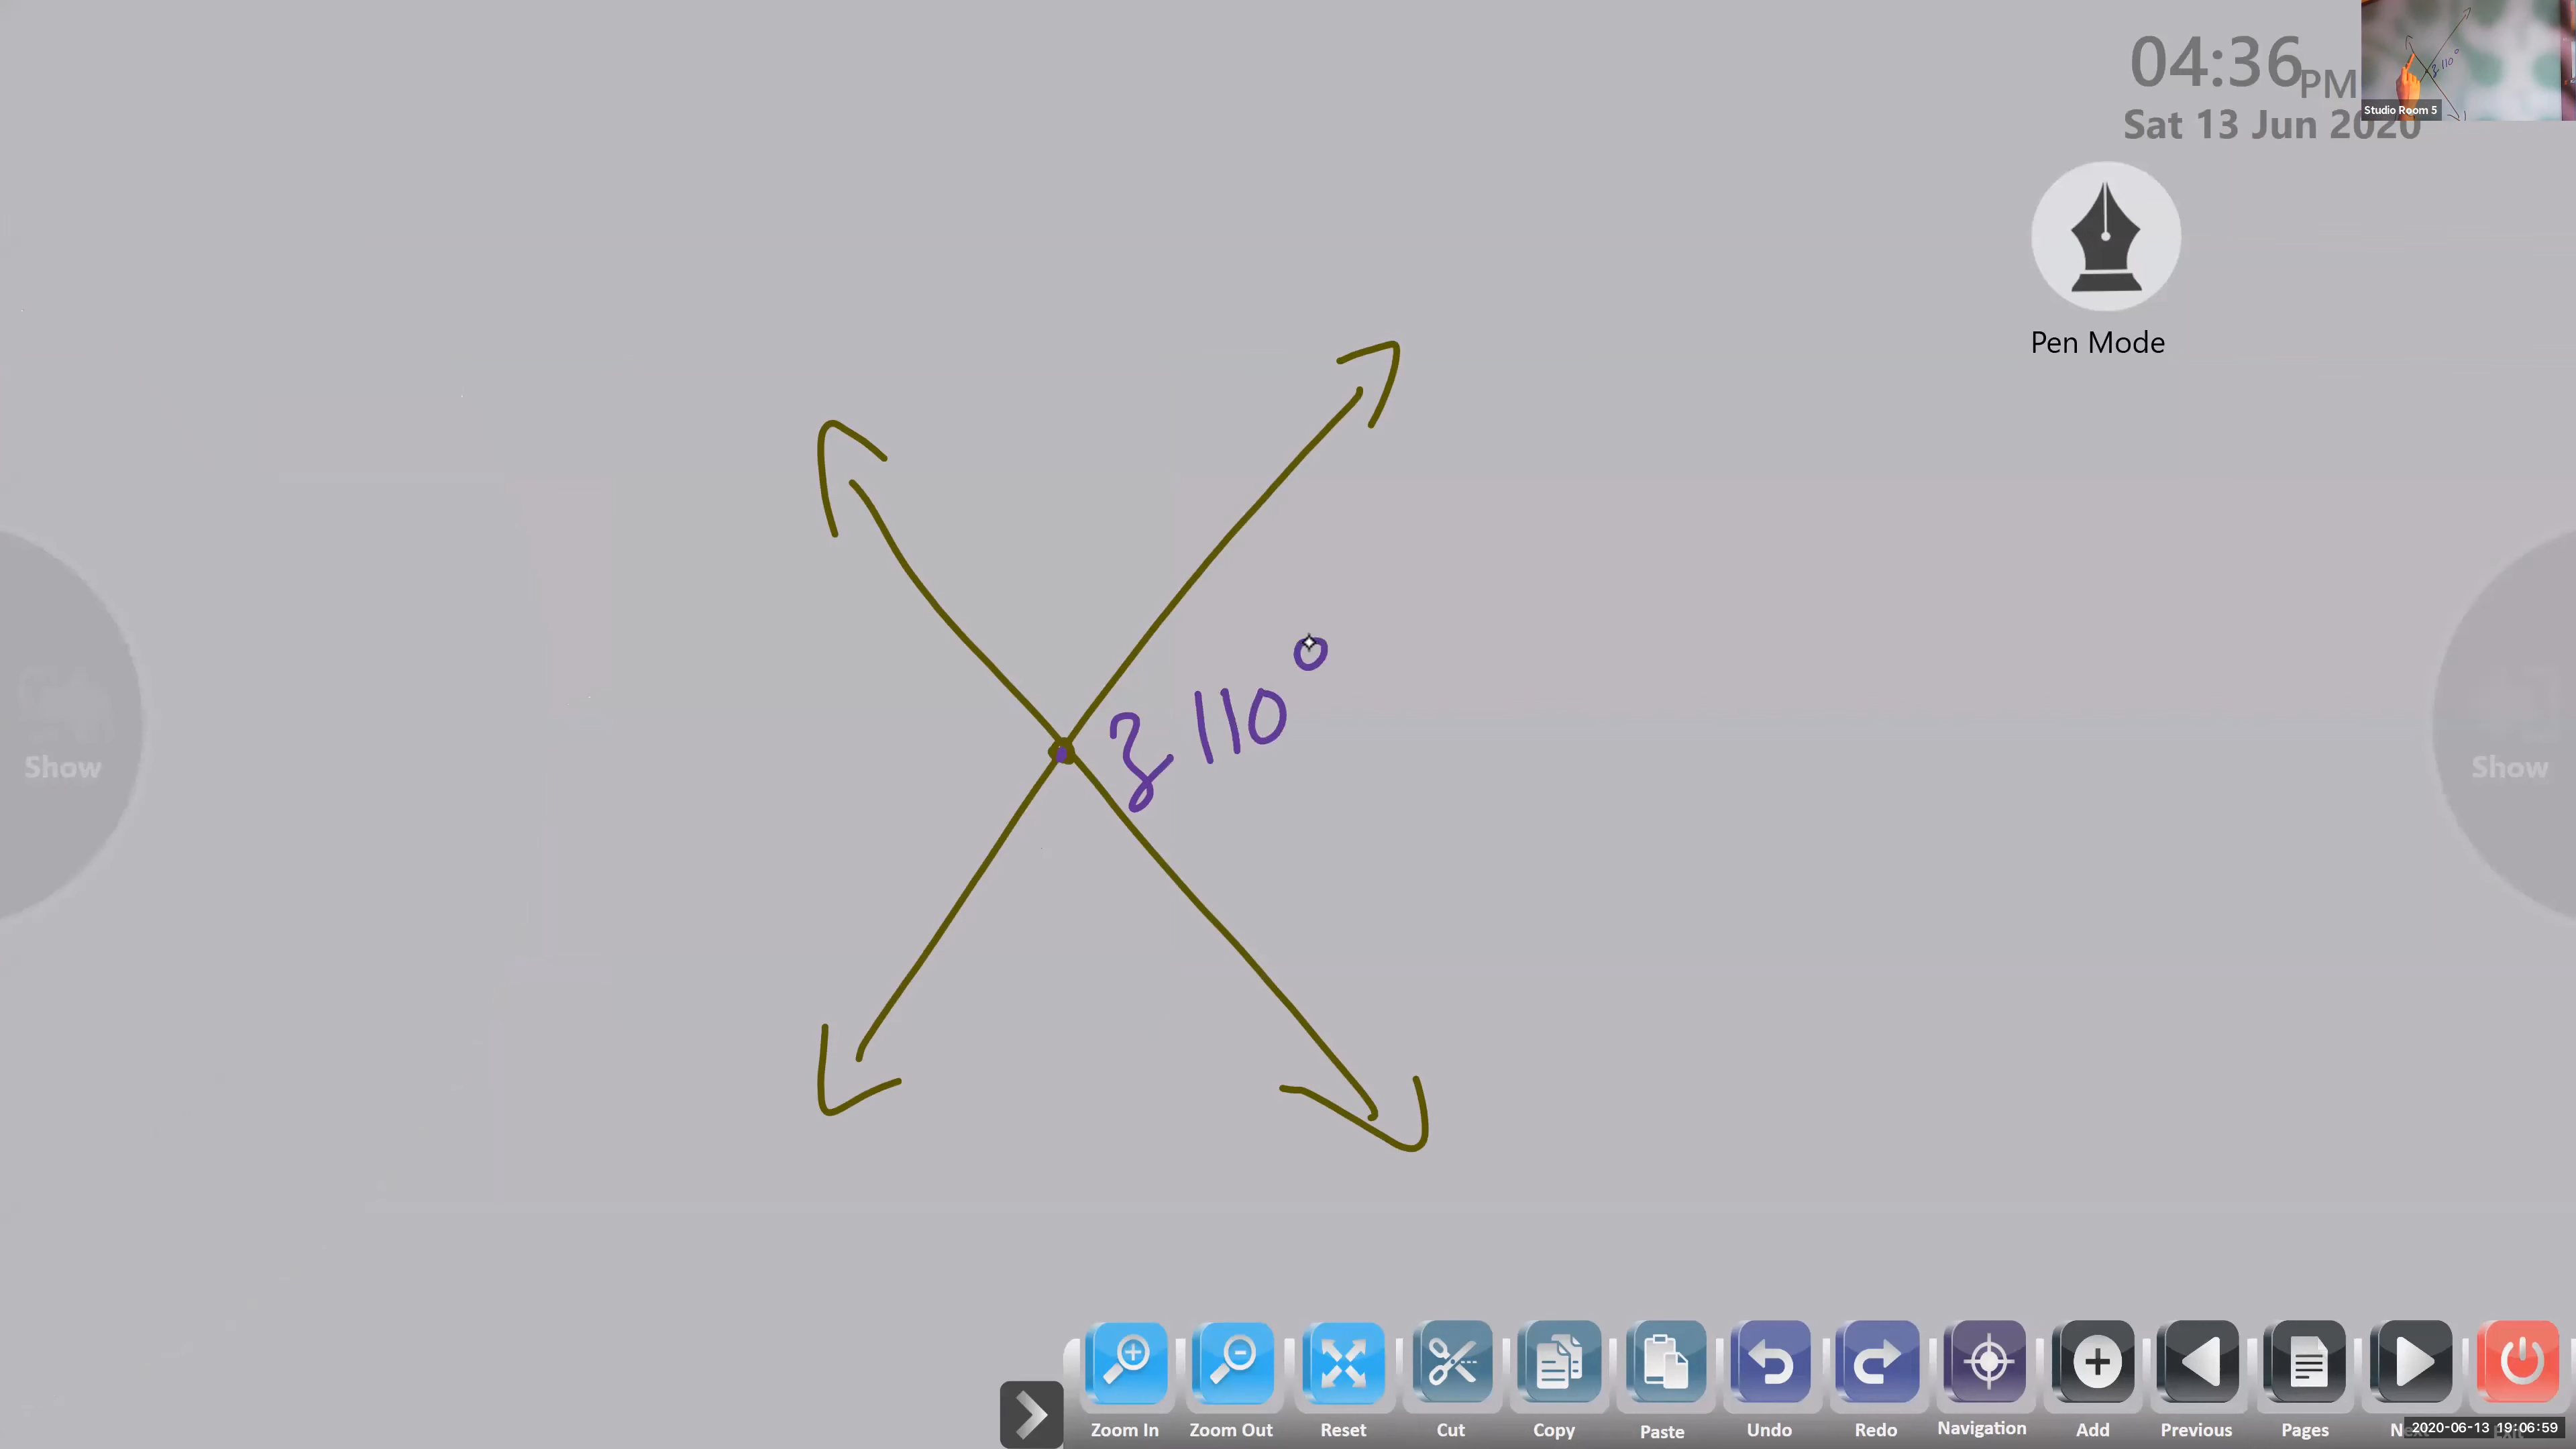 04:36PM
Sat 13 Jun 2020
Studio Room 5
Pen Mode
110°
Show
Show
Zoom In
Zoom Out
Reset
Cut
Copy
Paste
Undo
Redo
Navigation
Add
Previous
Pages
2020-06-13 19:06:59